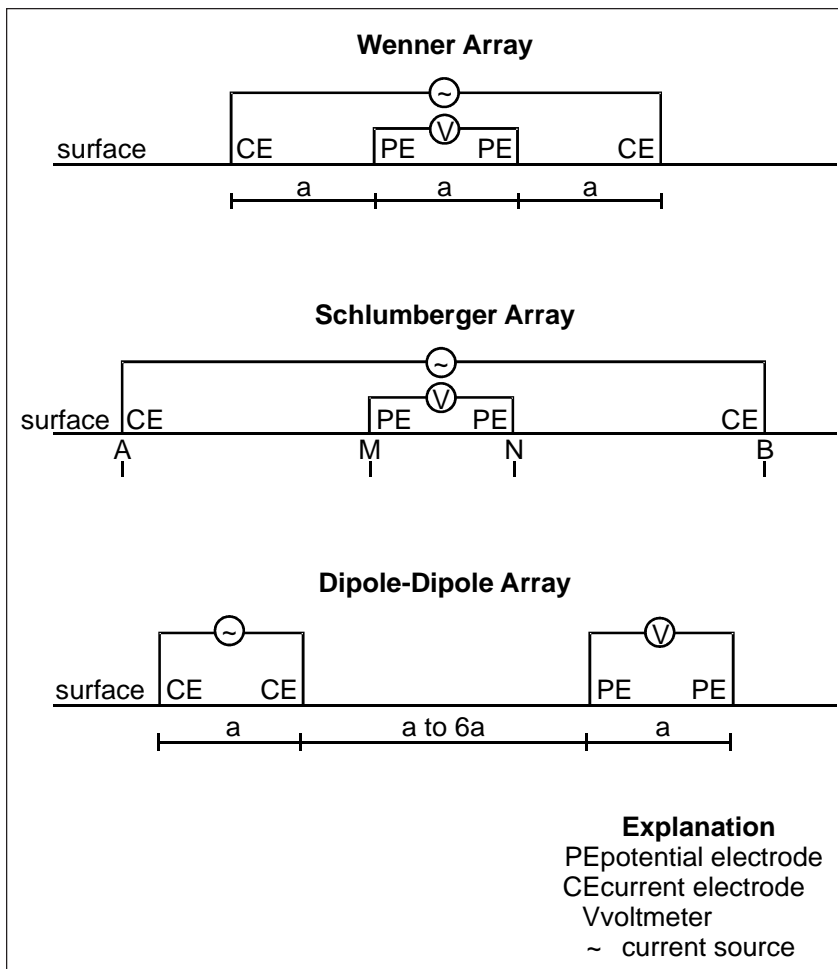 Wenner Array
~
V
surface CE PE PE CE
a a a
Schlumberger Array
~
V
surface CE PE PE CE
A M N B
Dipole-Dipole Array
~ V
surface CE CE PE PE
a a to 6a a
Explanation
PEpotential electrode
CEcurrent electrode
Vvoltmeter
~ current source